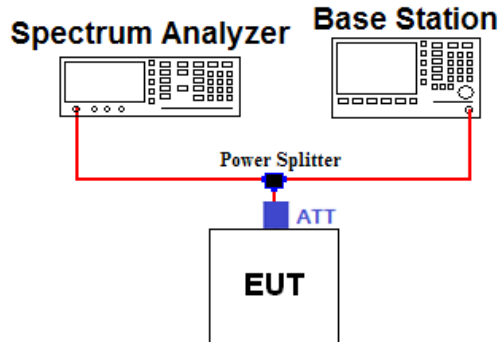 Spectrum Analyzer
Base Station
Power Splitter
ATT
EUT